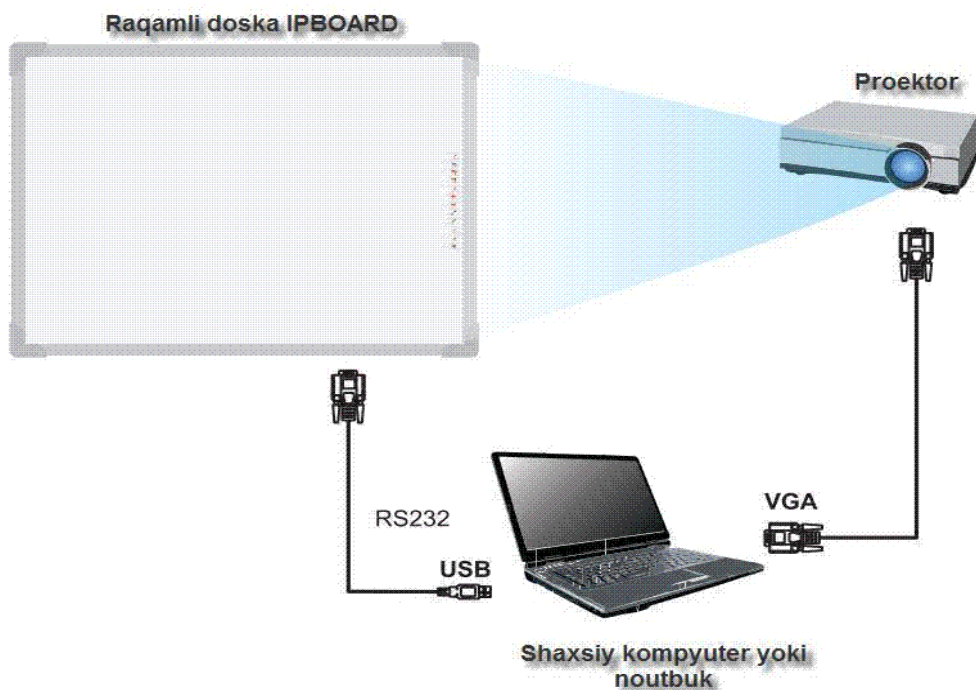 Raqamli doska IPBOARD
Proektor
RS232
USB
VGA
Shaxsiy kompyuter yoki
noutbuk